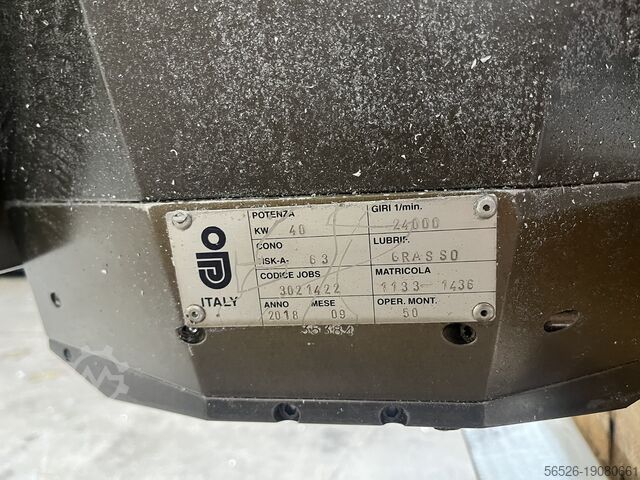 POTENZA GIRI 1/min.
KW 40 24000
CONO LUBRIF.
HSK-A- 63 GRASSO
CODICE JOBS MATRICOLA
3021422 1133 1436
ITALY ANNO MESE OPER. MONT.
2018 09 50
56526-19080661